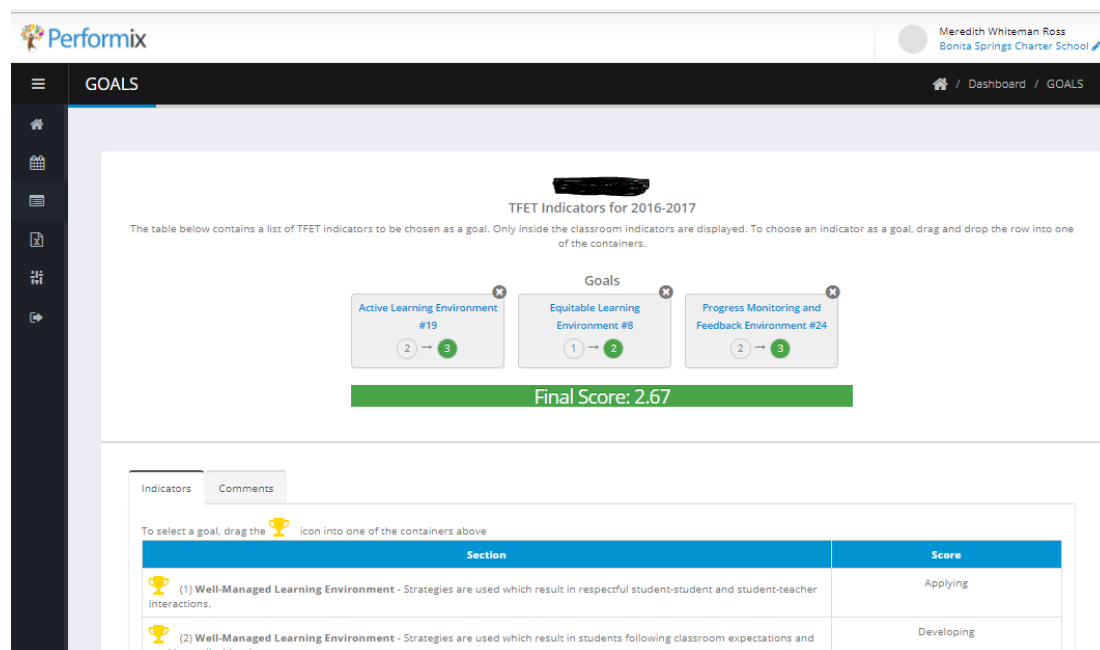 Performix
Meredith Whiteman Ross
Bonita Springs Charter School
GOALS
/ Dashboard / GOALS
TFET Indicators for 2016-2017
The table below contains a list of TFET indicators to be chosen as a goal. Only inside the classroom indicators are displayed. To choose an indicator as a goal, drag and drop the row into one
of the containers.
Goals
Active Learning Environment
#19
2 → 3
Equitable Learning
Environment #8
1 → 2
Progress Monitoring and
Feedback Environment #24
2 → 3
Final Score: 2.67
Indicators Comments
To select a goal, drag the icon into one of the containers above
Section Score
(1) Well-Managed Learning Environment - Strategies are used which result in respectful student-student and student-teacher
interactions.
Applying
(2) Well-Managed Learning Environment - Strategies are used which result in students following classroom expectations and
Developing